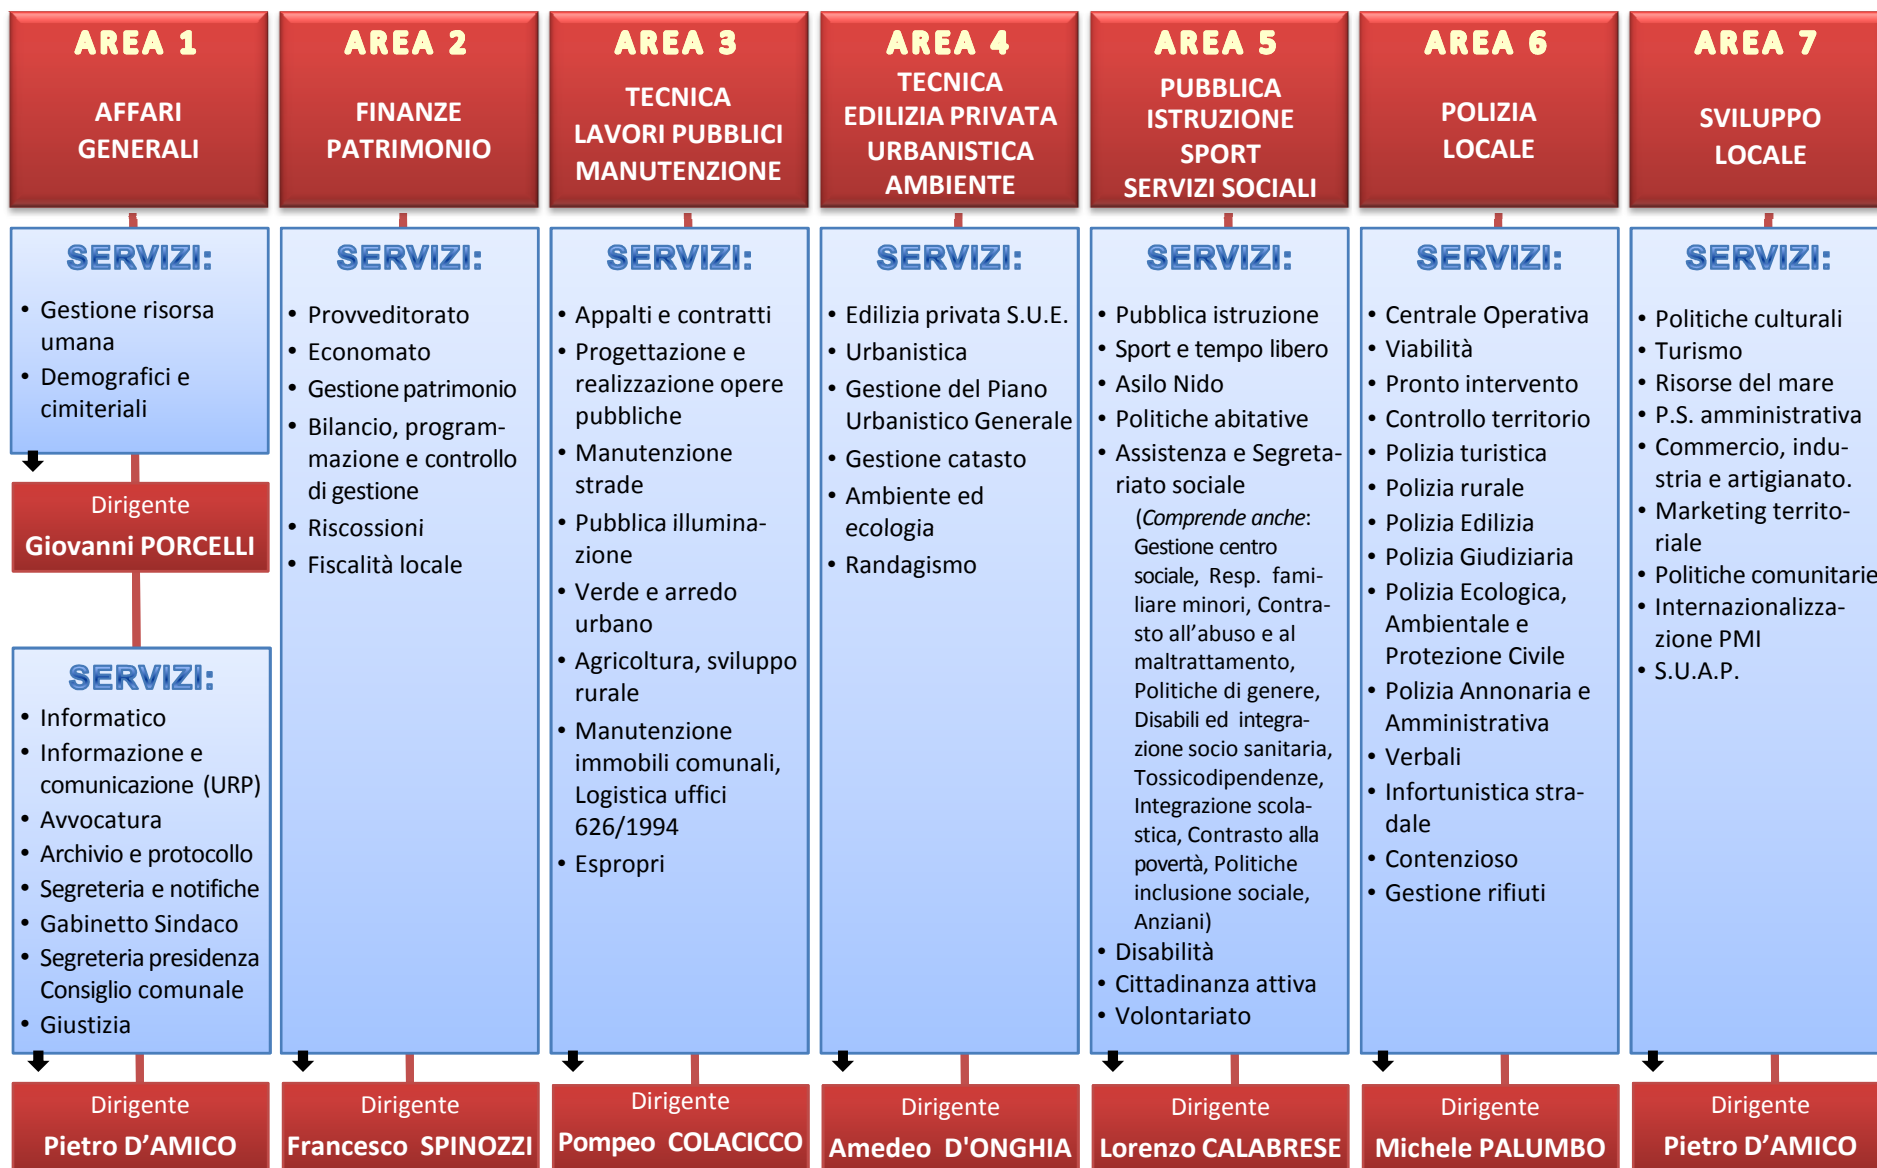 AREA 1
AFFARI
GENERALI
SERVIZI:
• Gestione risorsa
umana
• Demografici e
cimiteriali
Dirigente
Giovanni PORCELLI
SERVIZI:
• Informatico
• Informazione e
comunicazione (URP)
• Avvocatura
• Archivio e protocollo
• Segreteria e notifiche
• Gabinetto Sindaco
• Segreteria presidenza
Consiglio comunale
• Giustizia
Dirigente
Pietro D’AMICO
AREA 2
FINANZE
PATRIMONIO
SERVIZI:
• Provveditorato
• Economato
• Gestione patrimonio
• Bilancio, program-
mazione e controllo
di gestione
• Riscossioni
• Fiscalità locale
Dirigente
Francesco SPINOZZI
AREA 3
TECNICA
LAVORI PUBBLICI
MANUTENZIONE
SERVIZI:
• Appalti e contratti
• Progettazione e
realizzazione opere
pubbliche
• Manutenzione
strade
• Pubblica illumina-
zione
• Verde e arredo
urbano
• Agricoltura, sviluppo
rurale
• Manutenzione
immobili comunali,
Logistica uffici
626/1994
• Espropri
Dirigente
Pompeo COLACICCO
AREA 4
TECNICA
EDILIZIA PRIVATA
URBANISTICA
AMBIENTE
SERVIZI:
• Edilizia privata S.U.E.
• Urbanistica
• Gestione del Piano
Urbanistico Generale
• Gestione catasto
• Ambiente ed
ecologia
• Randagismo
Dirigente
Amedeo D'ONGHIA
AREA 5
PUBBLICA
ISTRUZIONE
SPORT
SERVIZI SOCIALI
SERVIZI:
• Pubblica istruzione
• Sport e tempo libero
• Asilo Nido
• Politiche abitative
• Assistenza e Segreta-
riato sociale
(Comprende anche:
Gestione centro
sociale, Resp. fami-
liare minori, Contra-
sto all’abuso e al
maltrattamento,
Politiche di genere,
Disabili ed integra-
zione socio sanitaria,
Tossicodipendenze,
Integrazione scola-
stica, Contrasto alla
povertà, Politiche
inclusione sociale,
Anziani)
• Disabilità
• Cittadinanza attiva
• Volontariato
Dirigente
Lorenzo CALABRESE
AREA 6
POLIZIA
LOCALE
SERVIZI:
• Centrale Operativa
• Viabilità
• Pronto intervento
• Controllo territorio
• Polizia turistica
• Polizia rurale
• Polizia Edilizia
• Polizia Giudiziaria
• Polizia Ecologica,
Ambientale e
Protezione Civile
• Polizia Annonaria e
Amministrativa
• Verbali
• Infortunistica stra-
dale
• Contenzioso
• Gestione rifiuti
Dirigente
Michele PALUMBO
AREA 7
SVILUPPO
LOCALE
SERVIZI:
• Politiche culturali
• Turismo
• Risorse del mare
• P.S. amministrativa
• Commercio, indu-
stria e artigianato.
• Marketing territo-
riale
• Politiche comunitarie
• Internazionalizza-
zione PMI
• S.U.A.P.
Dirigente
Pietro D’AMICO